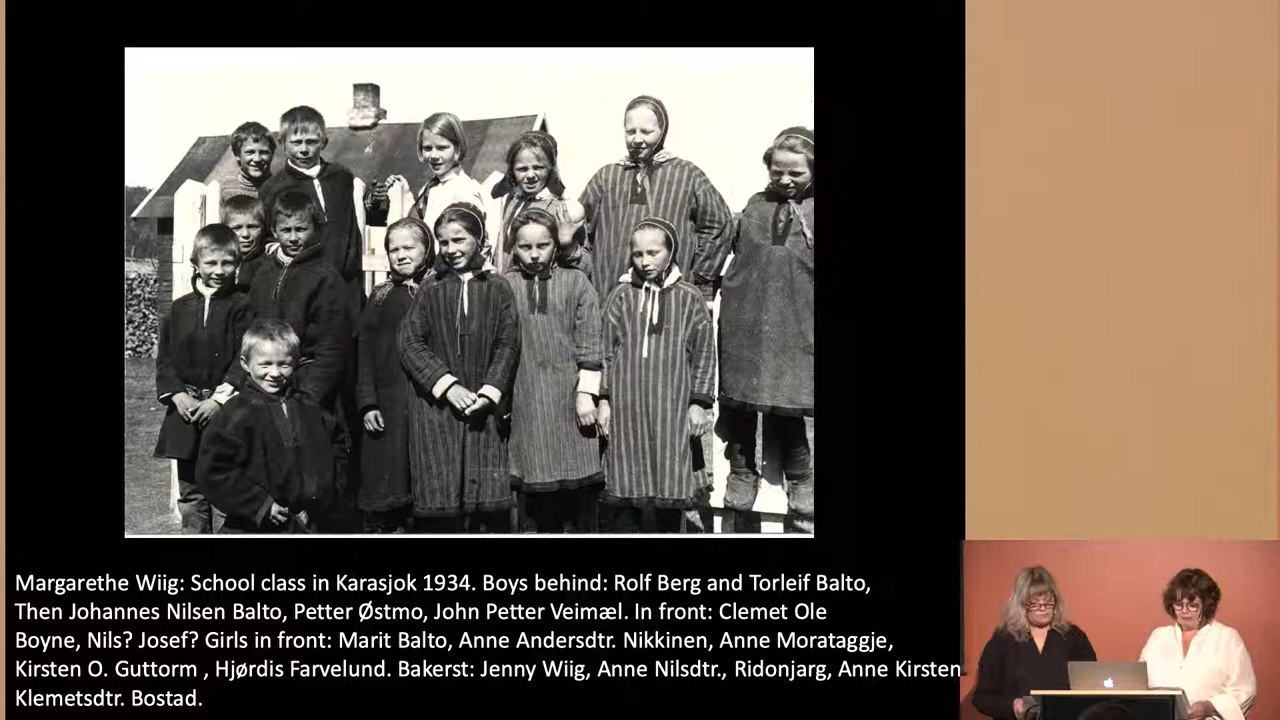 Margarethe Wiig: School class in Karasjok 1934. Boys behind: Rolf Berg and Torleif Balto,
Then Johannes Nilsen Balto, Petter Østmo, John Petter Veimæl. In front: Clemet Ole
Boyne, Nils? Josef? Girls in front: Marit Balto, Anne Andersdtr. Nikkinen, Anne Morataggje,
Kirsten O. Guttorm , Hjørdis Farvelund. Bakerst: Jenny Wiig, Anne Nilsdtr., Ridonjarg, Anne Kirsten
Klemetsdtr. Bostad.